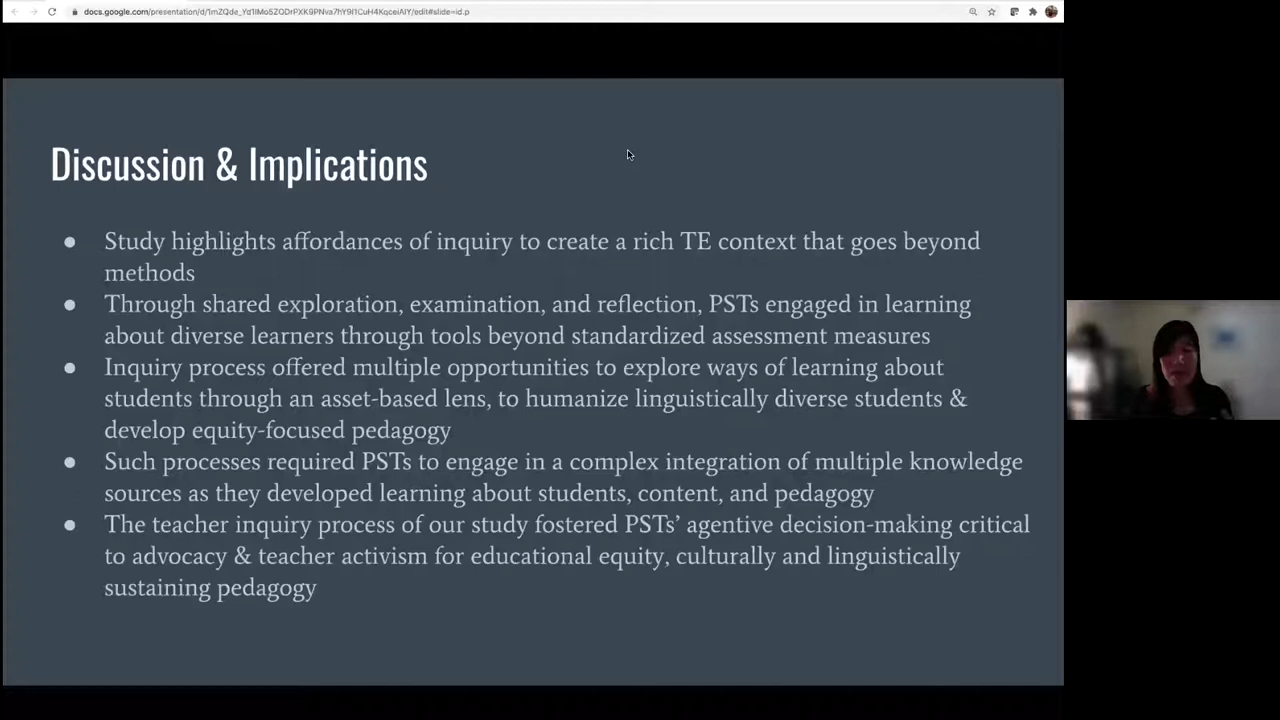 docs.google.com/presentation/d/1mZQde_Yd1lMo5ZODrPXK9PNva7hY9l1CuH4KqceiAlY/edit#slide=id.p
Discussion & Implications
● Study highlights affordances of inquiry to create a rich TE context that goes beyond
methods
● Through shared exploration, examination, and reflection, PSTs engaged in learning
about diverse learners through tools beyond standardized assessment measures
● Inquiry process offered multiple opportunities to explore ways of learning about
students through an asset-based lens, to humanize linguistically diverse students &
develop equity-focused pedagogy
● Such processes required PSTs to engage in a complex integration of multiple knowledge
sources as they developed learning about students, content, and pedagogy
● The teacher inquiry process of our study fostered PSTs’ agentive decision-making critical
to advocacy & teacher activism for educational equity, culturally and linguistically
sustaining pedagogy